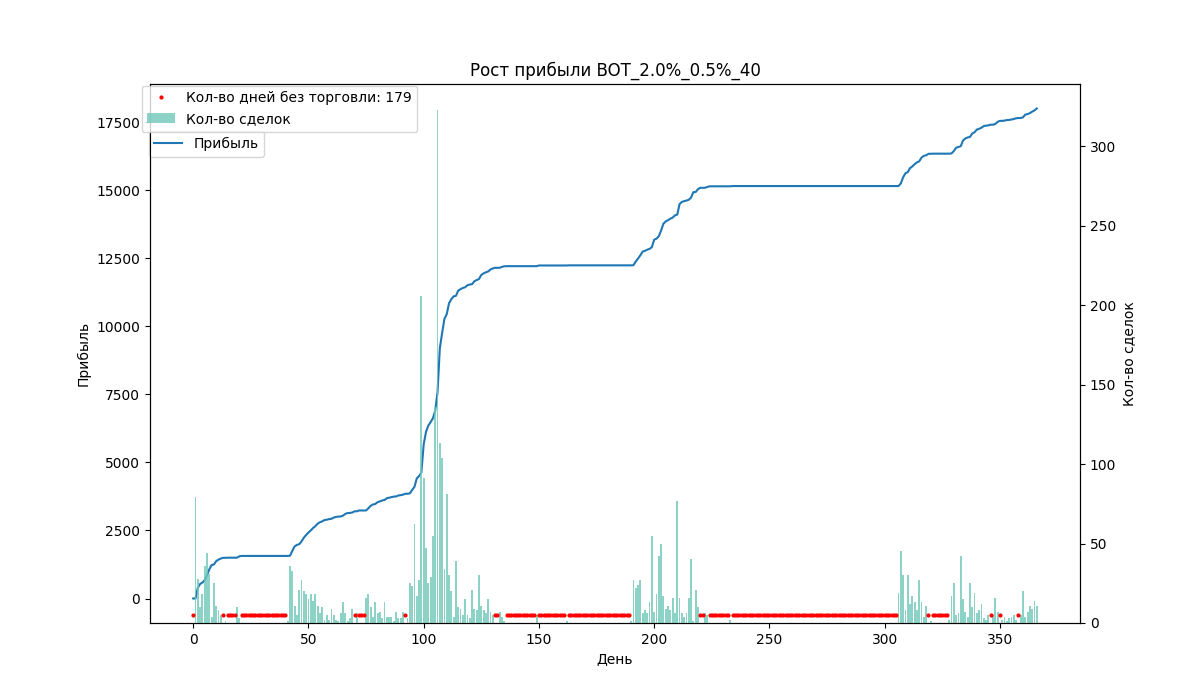 Рост прибыли BOT_2.0%_0.5%_40
Кол-во дней без торговли: 179
Кол-во сделок
Прибыль
17500
15000
12500
10000
7500
5000
2500
0
Прибыль
300
250
200
150
100
50
0
Кол-во сделок
0 50 100 150 200 250 300 350
День